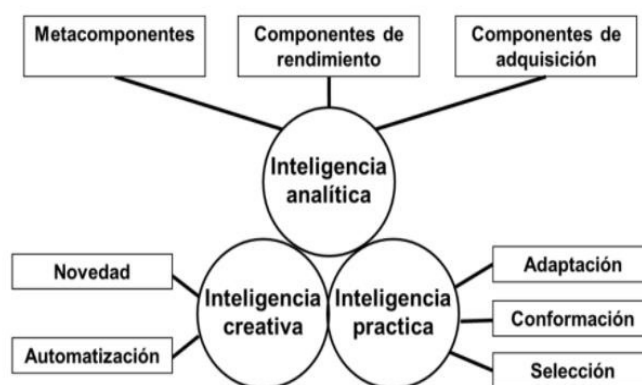 Metacomponentes
Componentes de
rendimiento
Componentes de
adquisición
Inteligencia
analítica
Novedad
Automatización
Inteligencia
creativa
Inteligencia
practica
Adaptación
Conformación
Selección